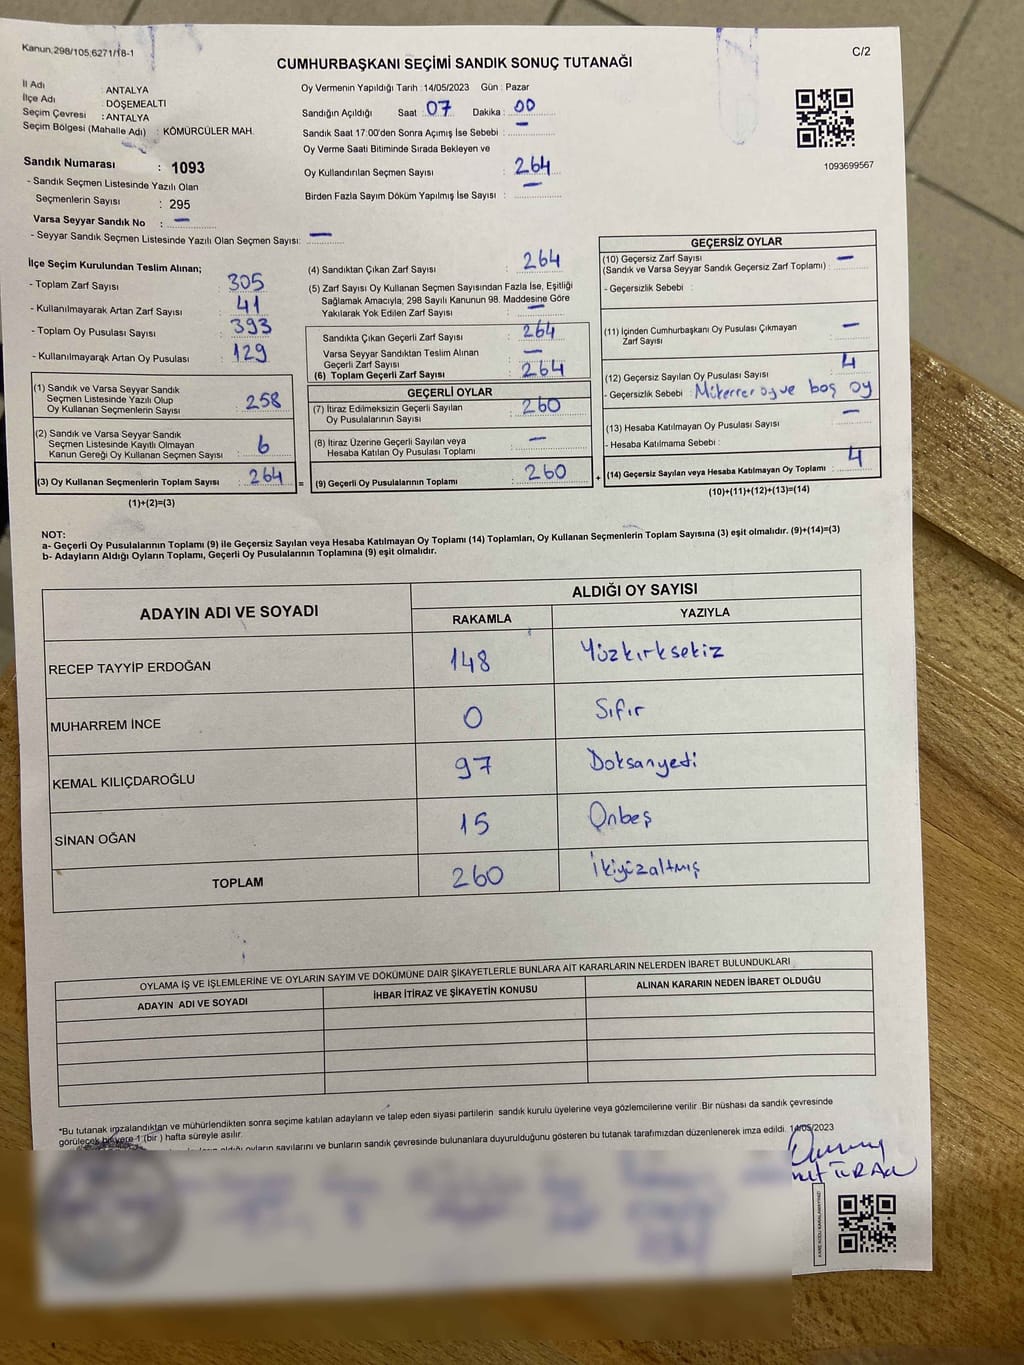 Kanun,298/105,6271/18-1
C/2
CUMHURBAŞKANI SEÇİMİ SANDIK SONUÇ TUTANAĞI
İl Adı : ANTALYA
İlçe Adı : DÖŞEMEALTI
Seçim Çevresi : ANTALYA
Seçim Bölgesi (Mahalle Adı) : KÖMÜRCÜLER MAH.
Sandık Numarası : 1093
- Sandık Seçmen Listesinde Yazılı Olan
Seçmenlerin Sayısı : 295
Varsa Seyyar Sandık No : —
- Seyyar Sandık Seçmen Listesinde Yazılı Olan Seçmen Sayısı: —
Oy Vermenin Yapıldığı Tarih : 14/05/2023 Gün : Pazar
Sandığın Açıldığı Saat : 07 Dakika : 00
Sandık Saat 17:00'den Sonra Açımış İse Sebebi : —
Oy Verme Saati Bitiminde Sırada Bekleyen ve
Oy Kullandırılan Seçmen Sayısı : 264
Birden Fazla Sayım Döküm Yapılmış İse Sayısı : —
1093699567
İlçe Seçim Kurulundan Teslim Alınan;
- Toplam Zarf Sayısı : 305
- Kullanılmayarak Artan Zarf Sayısı : 41
- Toplam Oy Pusulası Sayısı : 393
- Kullanılmayarak Artan Oy Pusulası : 129
(1) Sandık ve Varsa Seyyar Sandık
Seçmen Listesinde Yazılı Olup
Oy Kullanan Seçmenlerin Sayısı : 258
(2) Sandık ve Varsa Seyyar Sandık
Seçmen Listesinde Kayıtlı Olmayan
Kanun Gereği Oy Kullanan Seçmen Sayısı : 6
(3) Oy Kullanan Seçmenlerin Toplam Sayısı : 264 =
(1)+(2)=(3)
(4) Sandıktan Çıkan Zarf Sayısı : 264
(5) Zarf Sayısı Oy Kullanan Seçmen Sayısından Fazla İse, Eşitliği
Sağlamak Amacıyla, 298 Sayılı Kanunun 98. Maddesine Göre
Yakılarak Yok Edilen Zarf Sayısı : —
Sandıkta Çıkan Geçerli Zarf Sayısı : 264
Varsa Seyyar Sandıktan Teslim Alınan
Geçerli Zarf Sayısı : —
(6) Toplam Geçerli Zarf Sayısı : 264
GEÇERLİ OYLAR
(7) İtiraz Edilmeksizin Geçerli Sayılan
Oy Pusulalarının Sayısı : 260
(8) İtiraz Üzerine Geçerli Sayılan veya
Hesaba Katılan Oy Pusulası Toplamı : —
(9) Geçerli Oy Pusulalarının Toplamı : 260 +
GEÇERSİZ OYLAR
(10) Geçersiz Zarf Sayısı
(Sandık ve Varsa Seyyar Sandık Geçersiz Zarf Toplamı) : —
- Geçersizlik Sebebi :
(11) İçinden Cumhurbaşkanı Oy Pusulası Çıkmayan
Zarf Sayısı : —
(12) Geçersiz Sayılan Oy Pusulası Sayısı : 4
- Geçersizlik Sebebi : Mükerrer oy ve boş oy
(13) Hesaba Katılmayan Oy Pusulası Sayısı : —
- Hesaba Katılmama Sebebi :
(14) Geçersiz Sayılan veya Hesaba Katılmayan Oy Toplamı : 4
(10)+(11)+(12)+(13)=(14)
NOT:
a- Geçerli Oy Pusulalarının Toplamı (9) ile Geçersiz Sayılan veya Hesaba Katılmayan Oy Toplamı (14) Toplamları, Oy Kullanan Seçmenlerin Toplam Sayısına (3) eşit olmalıdır. (9)+(14)=(3)
b- Adayların Aldığı Oyların Toplamı, Geçerli Oy Pusulalarının Toplamına (9) eşit olmalıdır.
ADAYIN ADI VE SOYADI ALDIĞI OY SAYISI
RAKAMLA YAZIYLA
RECEP TAYYİP ERDOĞAN 148 Yüzkırksekiz
MUHARREM İNCE 0 Sıfır
KEMAL KILIÇDAROĞLU 97 Doksanyedi
SİNAN OĞAN 15 Onbeş
TOPLAM 260 İkiyüzaltmış
OYLAMA İŞ VE İŞLEMLERİNE VE OYLARIN SAYIM VE DÖKÜMÜNE DAİR ŞİKAYETLERLE BUNLARA AİT KARARLARIN NELERDEN İBARET BULUNDUKLARI
ADAYIN ADI VE SOYADI İHBAR İTİRAZ VE ŞİKAYETİN KONUSU ALINAN KARARIN NEDEN İBARET OLDUĞU
*Bu tutanak imzalandıktan ve mühürlendikten sonra seçime katılan adayların ve talep eden siyasi partilerin sandık kurulu üyelerine veya gözlemcilerine verilir .Bir nüshası da sandık çevresinde
görülecek bir yere 1 (bir ) hafta süreyle asılır.
aldığı oyların sayılarını ve bunların sandık çevresinde bulunanlara duyurulduğunu gösteren bu tutanak tarafımızdan düzenlenerek imza edildi. 14/05/2023